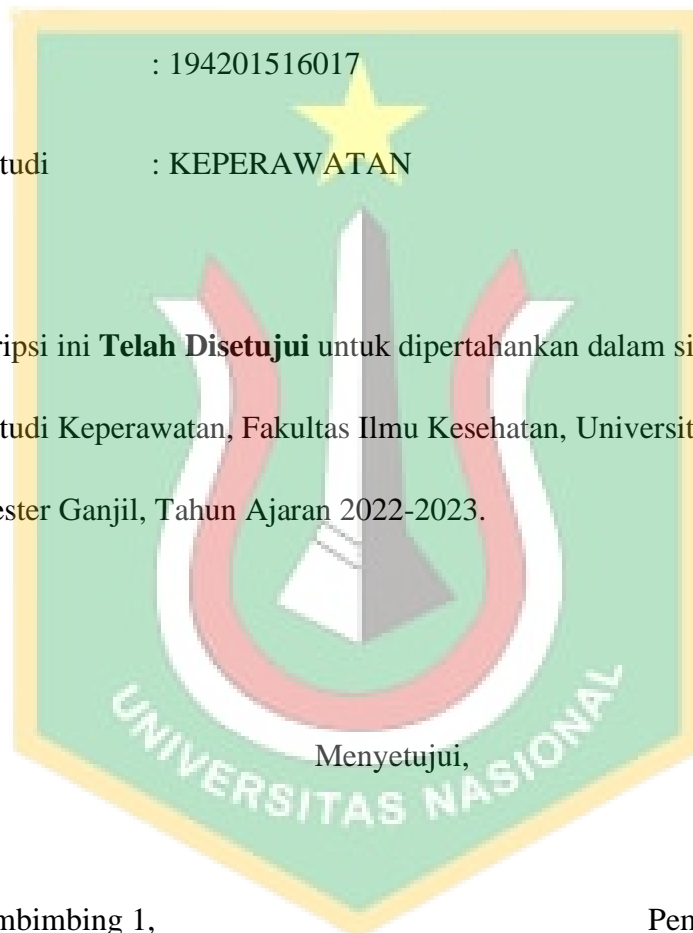 : 194201516017
tudi : KEPERAWATAN
ripsi ini Telah Disetujui untuk dipertahankan dalam si
tudi Keperawatan, Fakultas Ilmu Kesehatan, Universit
ester Ganjil, Tahun Ajaran 2022-2023.
Menyetujui,
UNIVERSITAS NASIONAL
mbimbing 1, Pen